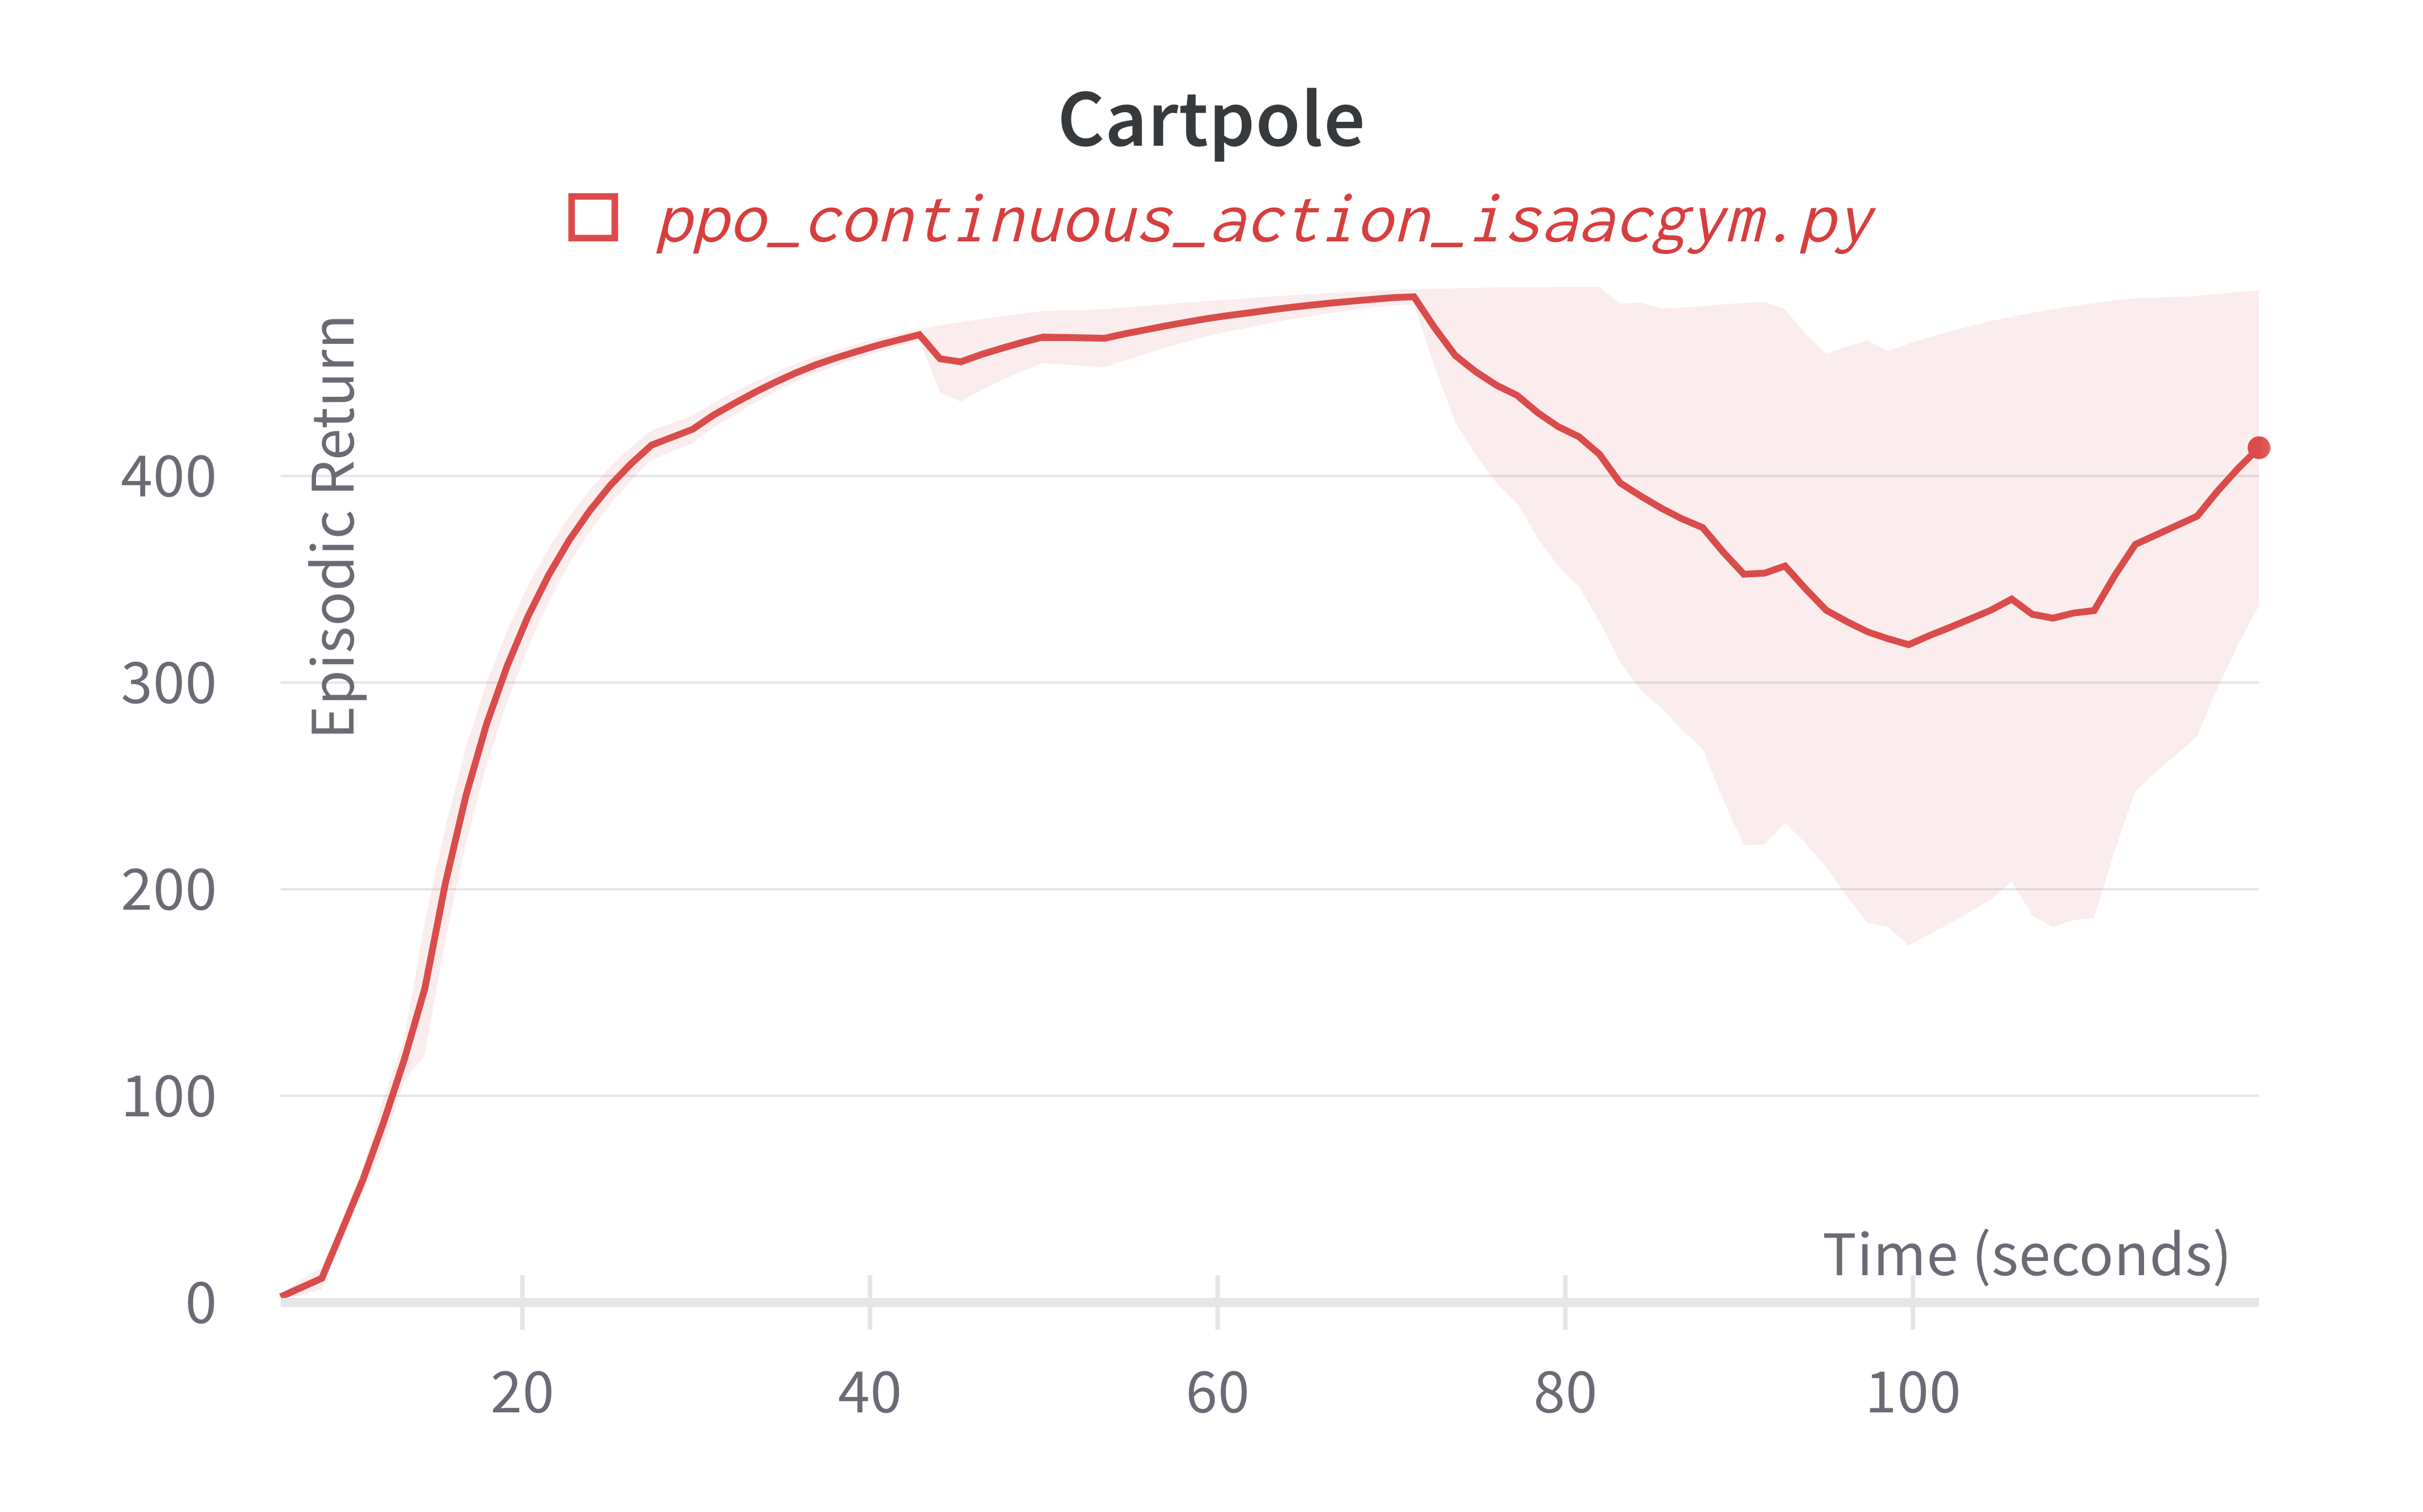 Cartpole
ppo_continuous_action_isaacgym.py
Episodic Return
400
300
200
100
0
Time (seconds)
20 40 60 80 100